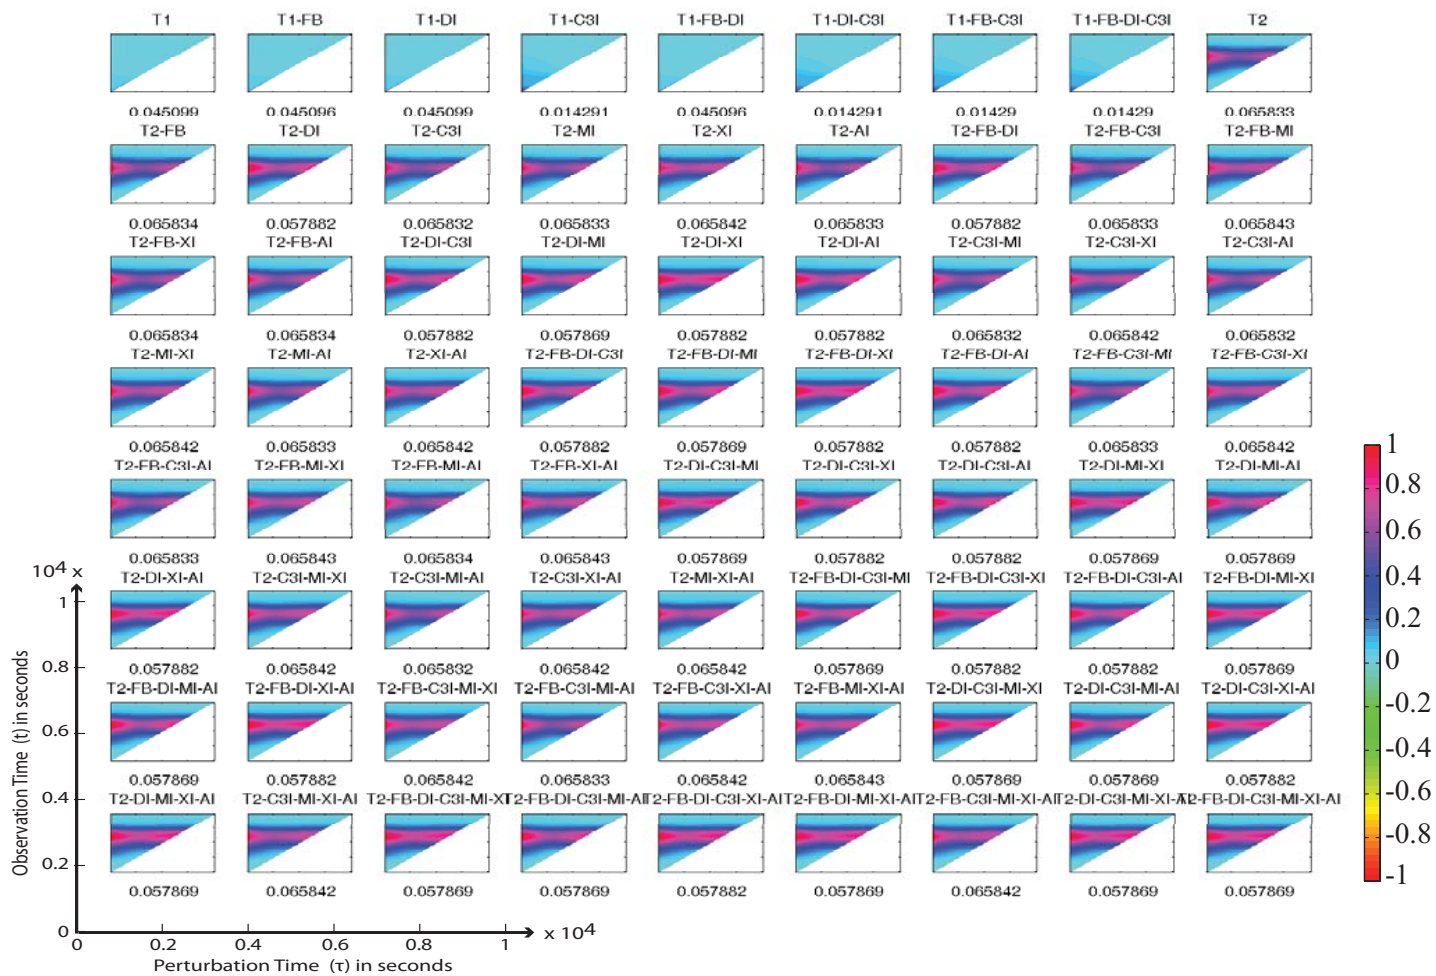 T1 T1-FB T1-DI T1-C3I T1-FB-DI T1-DI-C3I T1-FB-C3I T1-FB-DI-C3I T2
0.045099 0.045096 0.045099 0.014291 0.045096 0.014291 0.01429 0.01429 0.065833
T2-FB T2-DI T2-C3I T2-MI T2-XI T2-AI T2-FB-DI T2-FB-C3I T2-FB-MI
0.065834 0.057882 0.065832 0.065833 0.065842 0.065833 0.057882 0.065833 0.065843
T2-FB-XI T2-FB-AI T2-DI-C3I T2-DI-MI T2-DI-XI T2-DI-AI T2-C3I-MI T2-C3I-XI T2-C3I-AI
0.065834 0.065834 0.057882 0.057869 0.057882 0.057882 0.065832 0.065842 0.065832
T2-MI-XI T2-MI-AI T2-XI-AI T2-FB-DI-C3I T2-FB-DI-MI T2-FB-DI-XI T2-FB-DI-AI T2-FB-C3I-MI T2-FB-C3I-XI
0.065842 0.065833 0.065842 0.057882 0.057869 0.057882 0.057882 0.065833 0.065842
T2-FB-C3I-AI T2-FB-MI-XI T2-FB-MI-AI T2-FB-XI-AI T2-DI-C3I-MI T2-DI-C3I-XI T2-DI-C3I-AI T2-DI-MI-XI T2-DI-MI-AI
0.065833 0.065843 0.065834 0.065843 0.057869 0.057882 0.057882 0.057869 0.057869
T2-DI-XI-AI T2-C3I-MI-XI T2-C3I-MI-AI T2-C3I-XI-AI T2-MI-XI-AI T2-FB-DI-C3I-MI T2-FB-DI-C3I-XI T2-FB-DI-C3I-AI T2-FB-DI-MI-XI
0.057882 0.065842 0.065832 0.065842 0.065842 0.057869 0.057882 0.057882 0.057869
T2-FB-DI-MI-AI T2-FB-DI-XI-AI T2-FB-C3I-MI-XI T2-FB-C3I-MI-AI T2-FB-C3I-XI-AI T2-FB-MI-XI-AI T2-DI-C3I-MI-XI T2-DI-C3I-MI-AI T2-DI-C3I-XI-AI
0.057869 0.057882 0.065842 0.065833 0.065842 0.065843 0.057869 0.057869 0.057882
T2-DI-MI-XI-AI T2-C3I-MI-XI-AI T2-FB-DI-C3I-MI-XI T2-FB-DI-C3I-MI-AI T2-FB-DI-C3I-XI-AI T2-FB-DI-MI-XI-AI T2-FB-C3I-MI-XI-AI T2-DI-C3I-MI-XI-AI T2-FB-DI-C3I-MI-XI-AI
0.057869 0.065842 0.057869 0.057869 0.057882 0.057869 0.065842 0.057869 0.057869
10⁴ x
1
0.8
0.6
0.4
0.2
0
Observation Time (t) in seconds
0 0.2 0.4 0.6 0.8 1 x 10⁴
Perturbation Time (τ) in seconds
1
0.8
0.6
0.4
0.2
0
-0.2
-0.4
-0.6
-0.8
-1